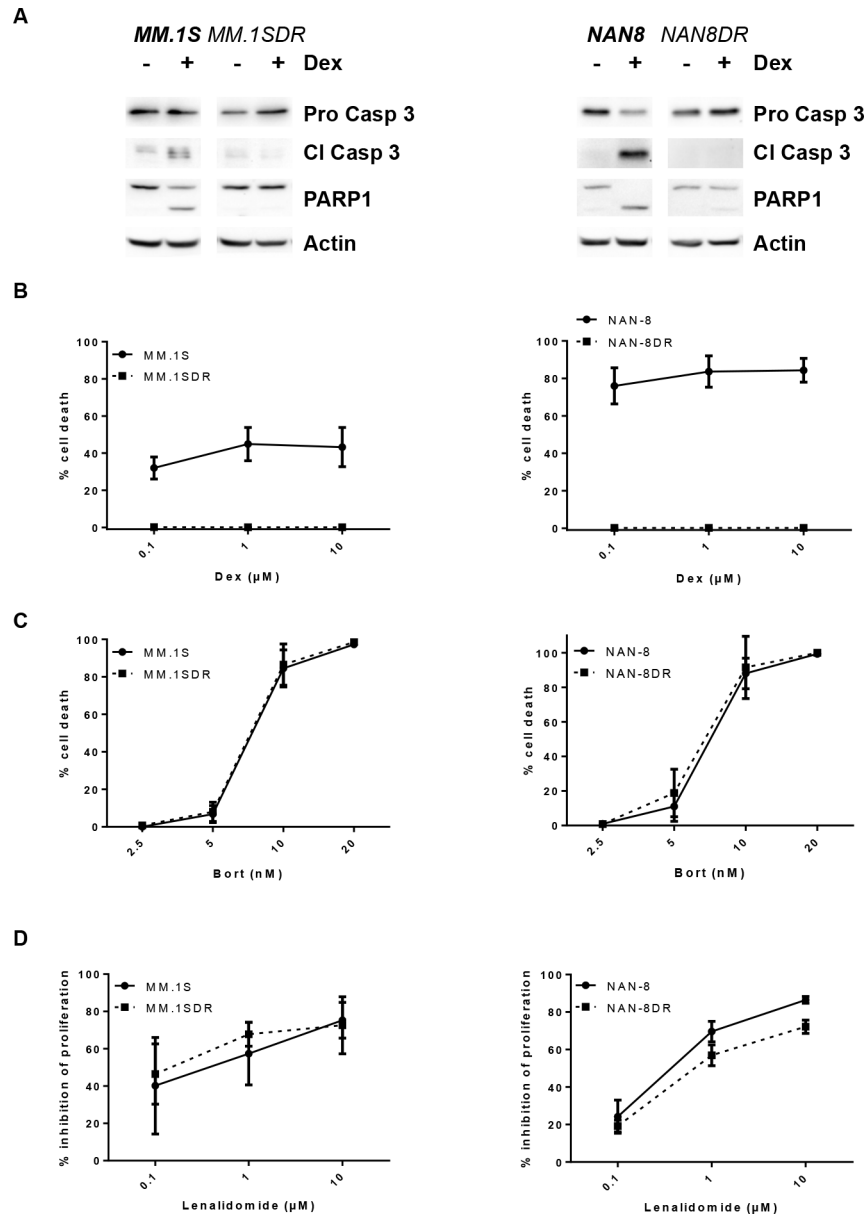 A
MM.1S MM.1SDR
- + - + Dex
Pro Casp 3
Cl Casp 3
PARP1
Actin
NAN8 NAN8DR
- + - + Dex
Pro Casp 3
Cl Casp 3
PARP1
Actin
B
% cell death
100
80
60
40
20
0
MM.1S
MM.1SDR
0.1 1 10
Dex (µM)
% cell death
100
80
60
40
20
0
NAN-8
NAN-8DR
0.1 1 10
Dex (µM)
C
% cell death
100
80
60
40
20
0
MM.1S
MM.1SDR
2.5 5 10 20
Bort (nM)
% cell death
100
80
60
40
20
0
NAN-8
NAN-8DR
2.5 5 10 20
Bort (nM)
D
% inhibition of proliferation
100
80
60
40
20
0
MM.1S
MM.1SDR
0.1 1 10
Lenalidomide (µM)
% inhibition of proliferation
100
80
60
40
20
0
NAN-8
NAN-8DR
0.1 1 10
Lenalidomide (µM)